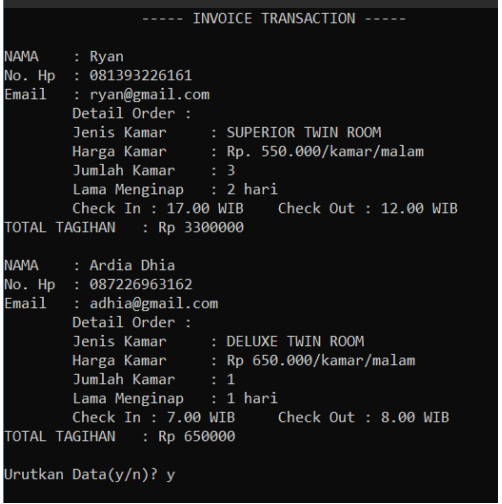 ----- INVOICE TRANSACTION -----
NAMA : Ryan
No. Hp : 081393226161
Email : ryan@gmail.com
Detail Order :
Jenis Kamar : SUPERIOR TWIN ROOM
Harga Kamar : Rp. 550.000/kamar/malam
Jumlah Kamar : 3
Lama Menginap : 2 hari
Check In : 17.00 WIB Check Out : 12.00 WIB
TOTAL TAGIHAN : Rp 3300000
NAMA : Ardia Dhia
No. Hp : 087226963162
Email : adhia@gmail.com
Detail Order :
Jenis Kamar : DELUXE TWIN ROOM
Harga Kamar : Rp 650.000/kamar/malam
Jumlah Kamar : 1
Lama Menginap : 1 hari
Check In : 7.00 WIB Check Out : 8.00 WIB
TOTAL TAGIHAN : Rp 650000
Urutkan Data(y/n)? y